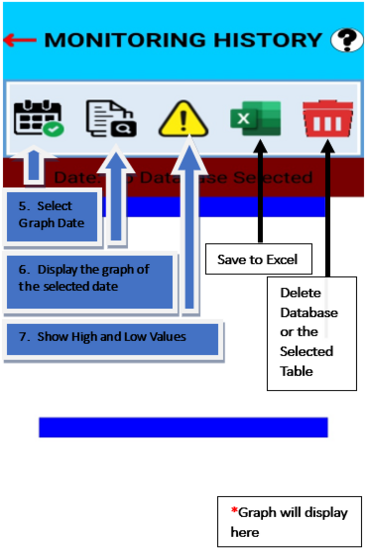 MONITORING HISTORY ?
Date: No Database Selected
5. Select
Graph Date
6. Display the graph of
the selected date
7. Show High and Low Values
Save to Excel
Delete
Database
or the
Selected
Table
*Graph will display
here